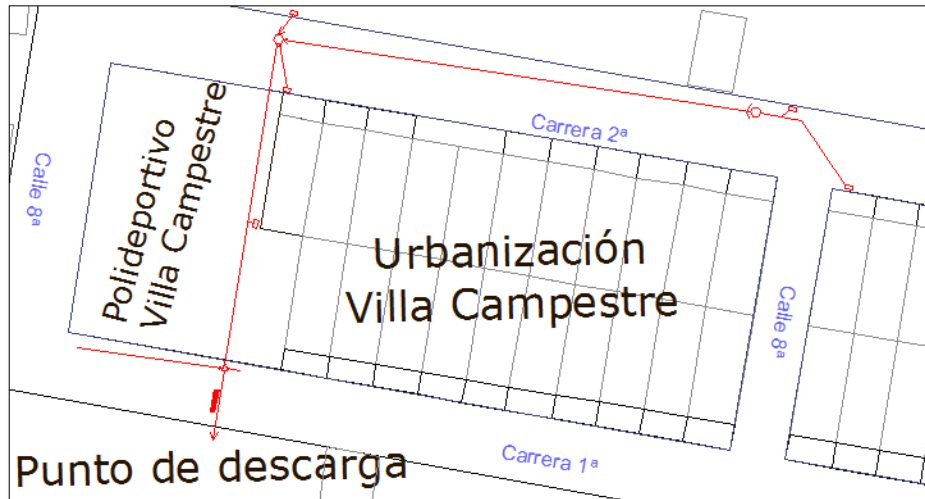 Carrera 2ª
Calle 8ª
Polideportivo
Villa Campestre
Urbanización
Villa Campestre
Calle 8ª
Carrera 1ª
Punto de descarga